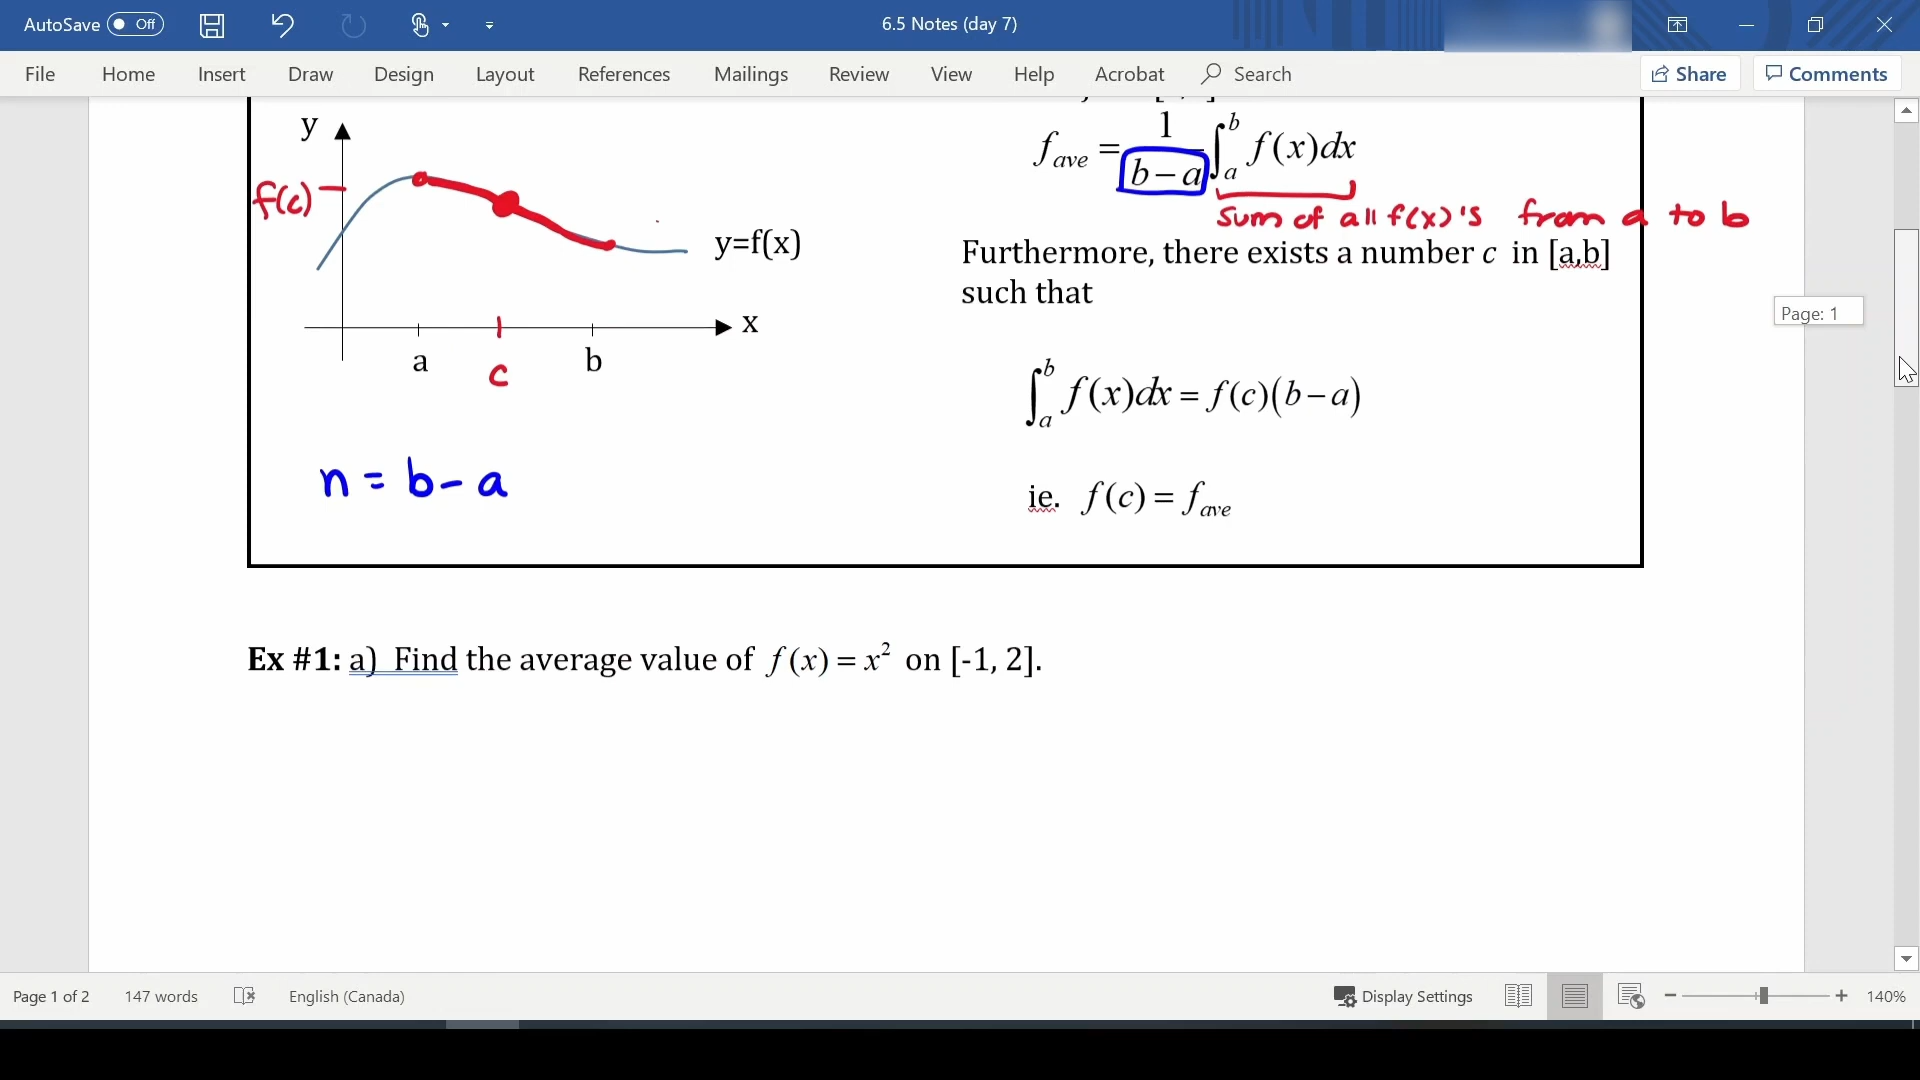 AutoSave Off
6.5 Notes (day 7)
File Home Insert Draw Design Layout References Mailings Review View Help Acrobat Search Share Comments
y
f(c)
y=f(x)
x
a
c
b
n = b - a
f_ave = 1/(b-a) ∫_a^b f(x)dx
sum of all f(x)'s from a to b
Furthermore, there exists a number c in [a,b]
such that
∫_a^b f(x)dx = f(c)(b-a)
ie. f(c) = f_ave
Page: 1
Ex #1: a) Find the average value of f(x) = x² on [-1, 2].
Page 1 of 2 147 words English (Canada) Display Settings 140%